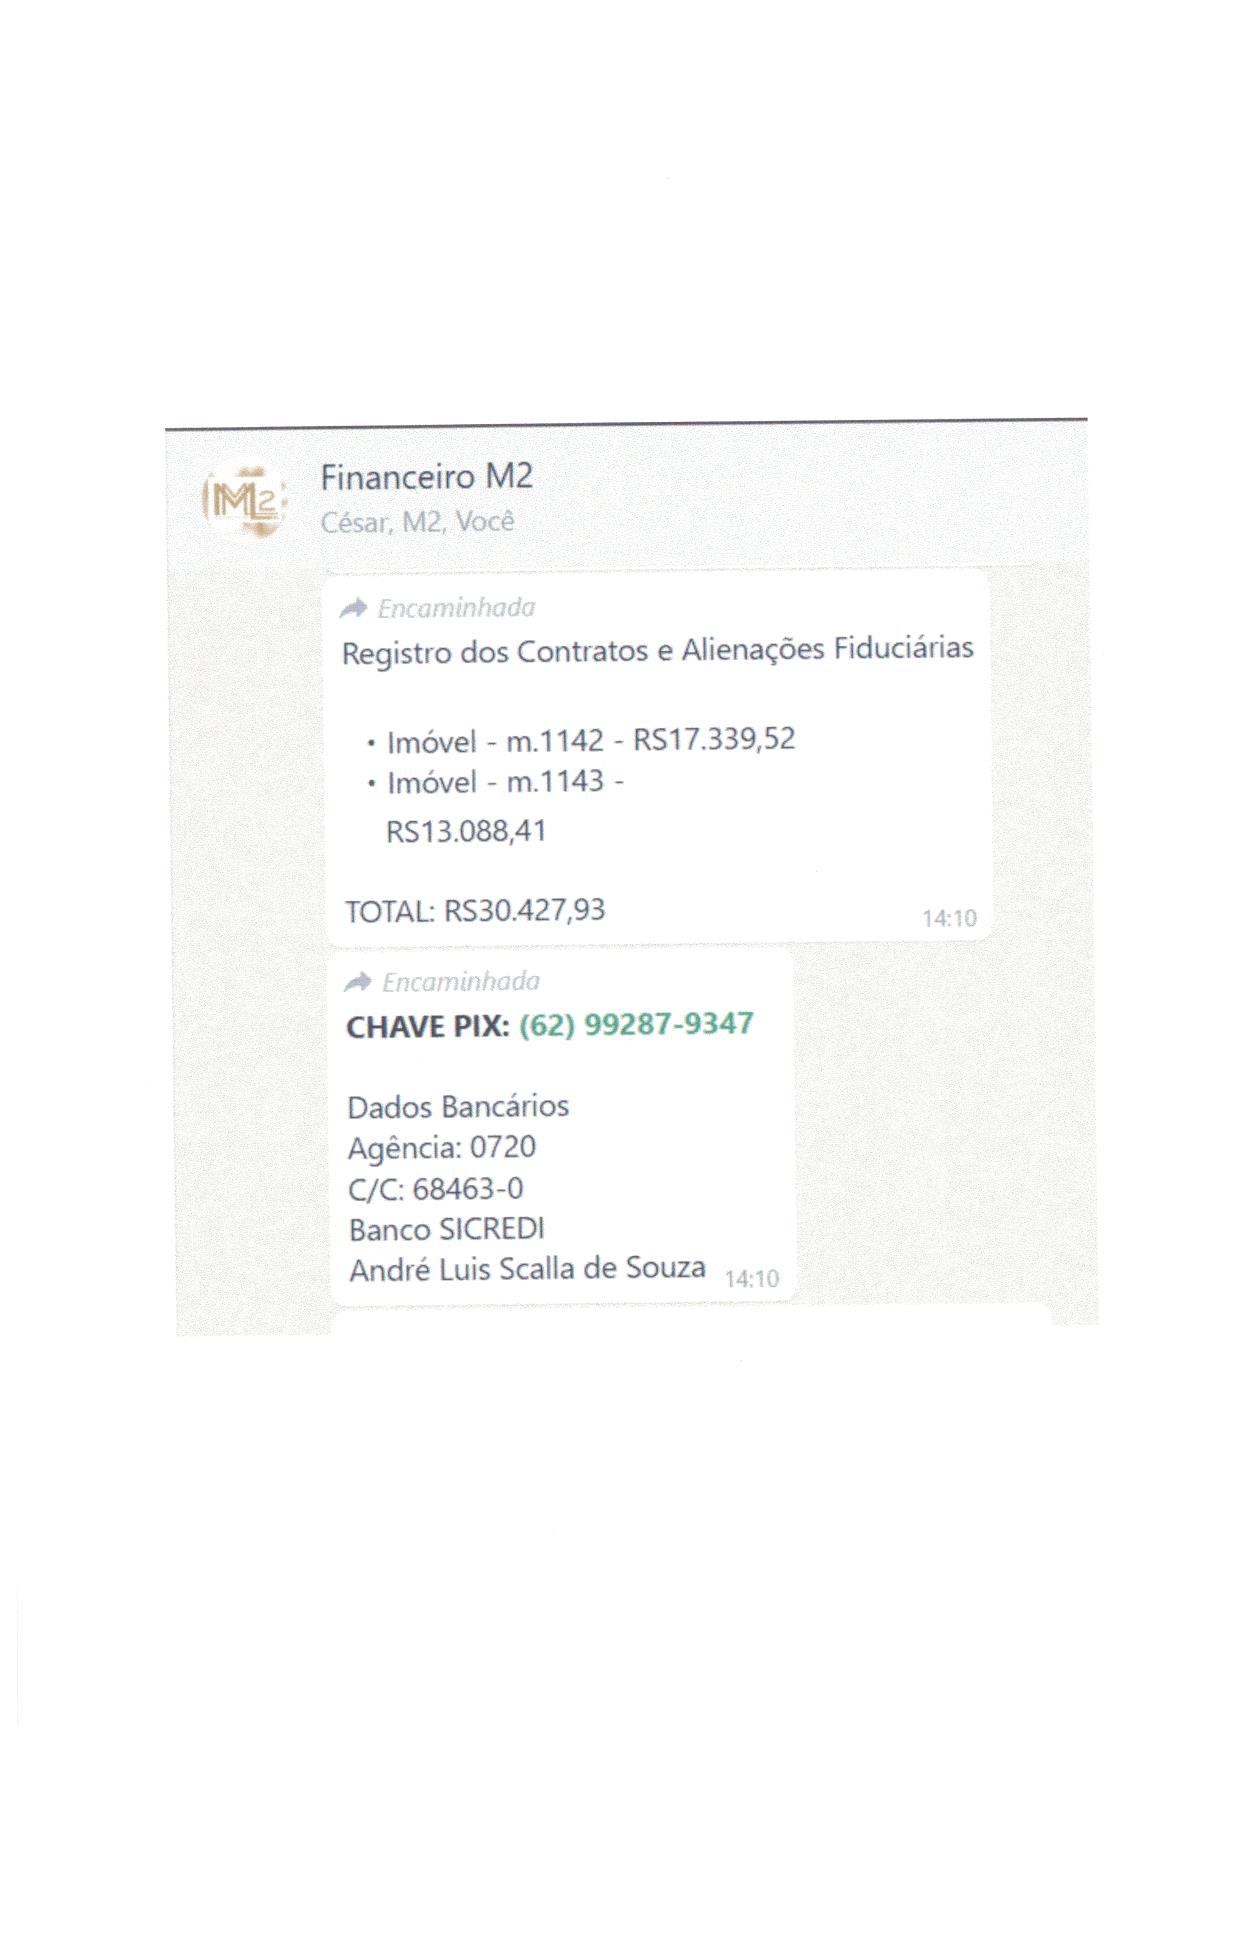 M2
Financeiro M2
César, M2, Você
Encaminhada
Registro dos Contratos e Alienações Fiduciárias
• Imóvel - m.1142 - RS17.339,52
• Imóvel - m.1143 -
RS13.088,41
TOTAL: RS30.427,93
14:10
Encaminhada
CHAVE PIX: (62) 99287-9347
Dados Bancários
Agência: 0720
C/C: 68463-0
Banco SICREDI
André Luis Scalla de Souza
14:10